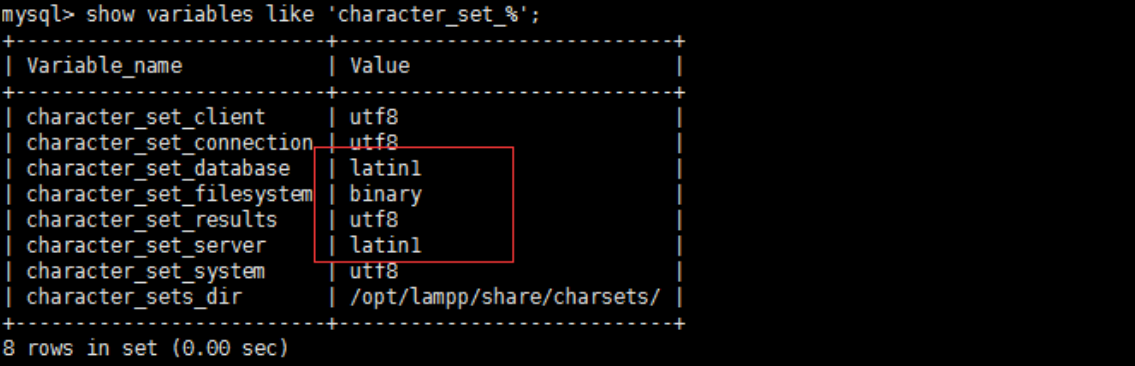 mysql> show variables like 'character_set_%';
+--------------------------+----------------------------+
| Variable_name            | Value                      |
+--------------------------+----------------------------+
| character_set_client     | utf8                       |
| character_set_connection | utf8                       |
| character_set_database   | latin1                     |
| character_set_filesystem | binary                     |
| character_set_results    | utf8                       |
| character_set_server     | latin1                     |
| character_set_system     | utf8                       |
| character_sets_dir       | /opt/lampp/share/charsets/ |
+--------------------------+----------------------------+
8 rows in set (0.00 sec)